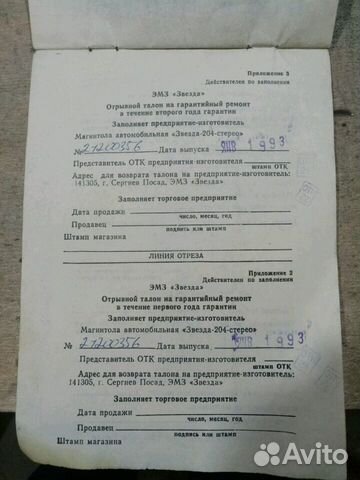 Приложение 3
Действителен по заполнении
ЭМЗ «Звезда»
Отрывной талон на гарантийный ремонт
в течение второго года гарантии
Заполняет предприятие-изготовитель
Магнитола автомобильная «Звезда-204-стерео»
№ 21200356 Дата выпуска ЯНВ 1993
Представитель ОТК предприятия-изготовителя
штамп ОТК
Адрес для возврата талона на предприятие-изготовитель:
141305, г. Сергиев Посад, ЭМЗ «Звезда»
Заполняет торговое предприятие
Дата продажи
число, месяц, год
Продавец
подпись или штамп
Штамп магазина
ЛИНИЯ ОТРЕЗА
Приложение 2
Действителен по заполнении
ЭМЗ «Звезда»
Отрывной талон на гарантийный ремонт
в течение первого года гарантии
Заполняет предприятие-изготовитель
Магнитола автомобильная «Звезда-204-стерео»
№ 21200356 Дата выпуска ЯНВ 1993
Представитель ОТК предприятия-изготовителя
штамп ОТК
Адрес для возврата талона на предприятие-изготовитель:
141305, г. Сергиев Посад, ЭМЗ «Звезда»
Заполняет торговое предприятие
Дата продажи
число, месяц, год
Продавец
подпись или штамп
Штамп магазина
Avito